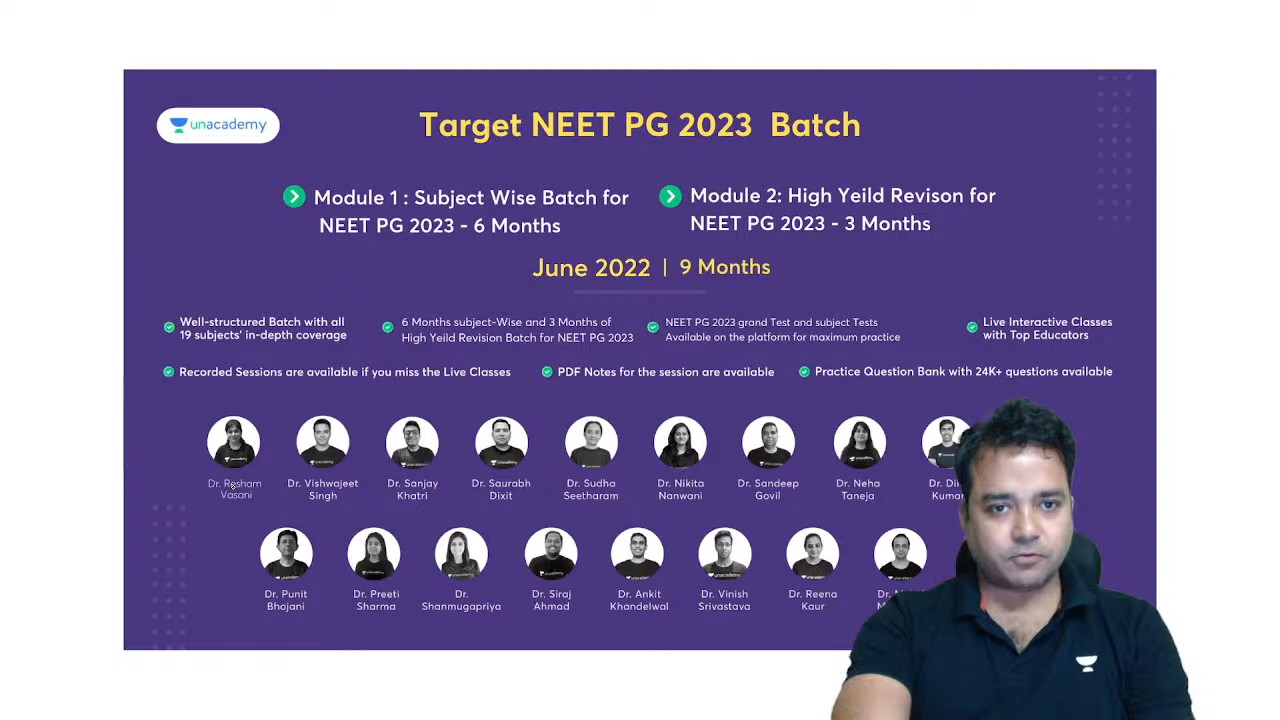 unacademy
Target NEET PG 2023 Batch
Module 1 : Subject Wise Batch for
NEET PG 2023 - 6 Months
Module 2: High Yeild Revison for
NEET PG 2023 - 3 Months
June 2022 | 9 Months
Well-structured Batch with all
19 subjects' in-depth coverage
6 Months subject-Wise and 3 Months of
High Yeild Revision Batch for NEET PG 2023
NEET PG 2023 grand Test and subject Tests
Available on the platform for maximum practice
Live Interactive Classes
with Top Educators
Recorded Sessions are available if you miss the Live Classes
PDF Notes for the session are available
Practice Question Bank with 24K+ questions available
Dr. Resham
Vasani
Dr. Vishwajeet
Singh
Dr. Sanjay
Khatri
Dr. Saurabh
Dixit
Dr. Sudha
Seetharam
Dr. Nikita
Nanwani
Dr. Sandeep
Govil
Dr. Neha
Taneja
Dr.
Dr. Punit
Bhojani
Dr. Preeti
Sharma
Dr.
Shanmugapriya
Dr. Siraj
Ahmad
Dr. Ankit
Khandelwal
Dr. Vinish
Srivastava
Dr. Reena
Kaur
Dr.